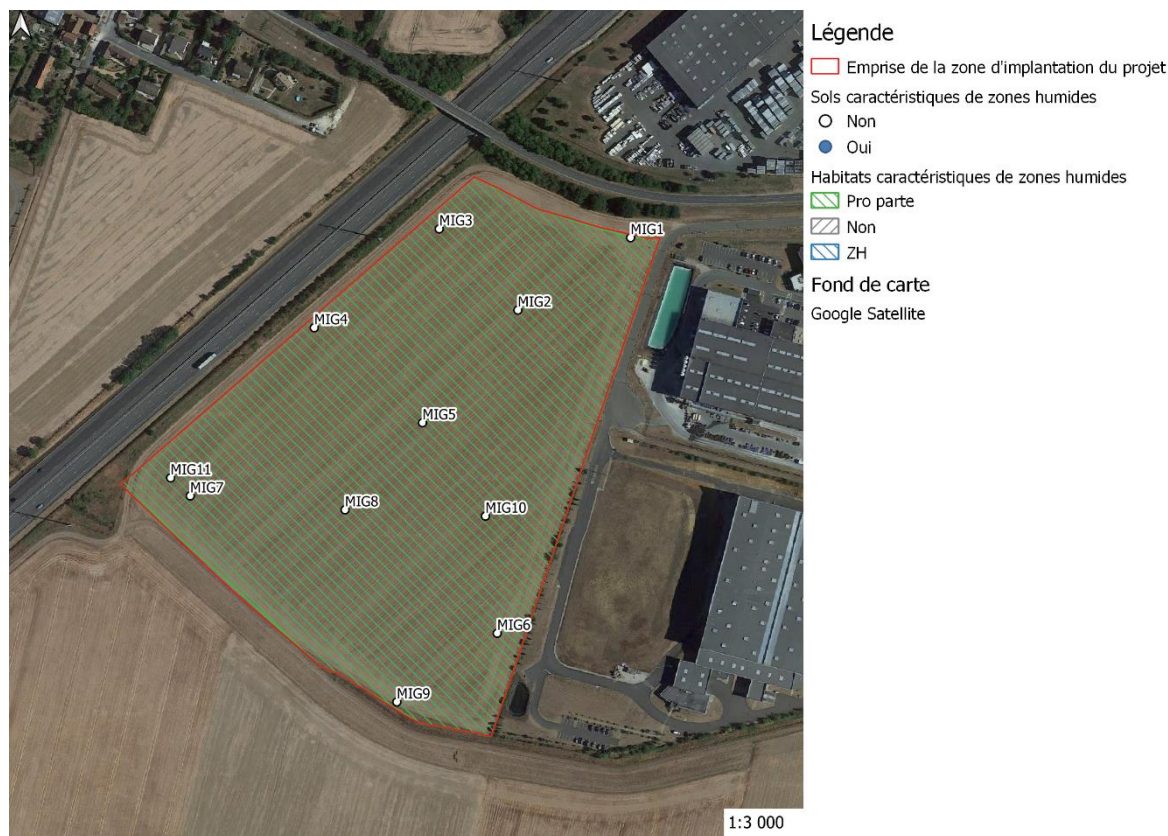 MIG3
MIG1
MIG2
MIG4
MIG5
MIG11
MIG7
MIG8
MIG10
MIG6
MIG9
1:3 000
Légende
Emprise de la zone d'implantation du projet
Sols caractéristiques de zones humides
Non
Oui
Habitats caractéristiques de zones humides
Pro parte
Non
ZH
Fond de carte
Google Satellite